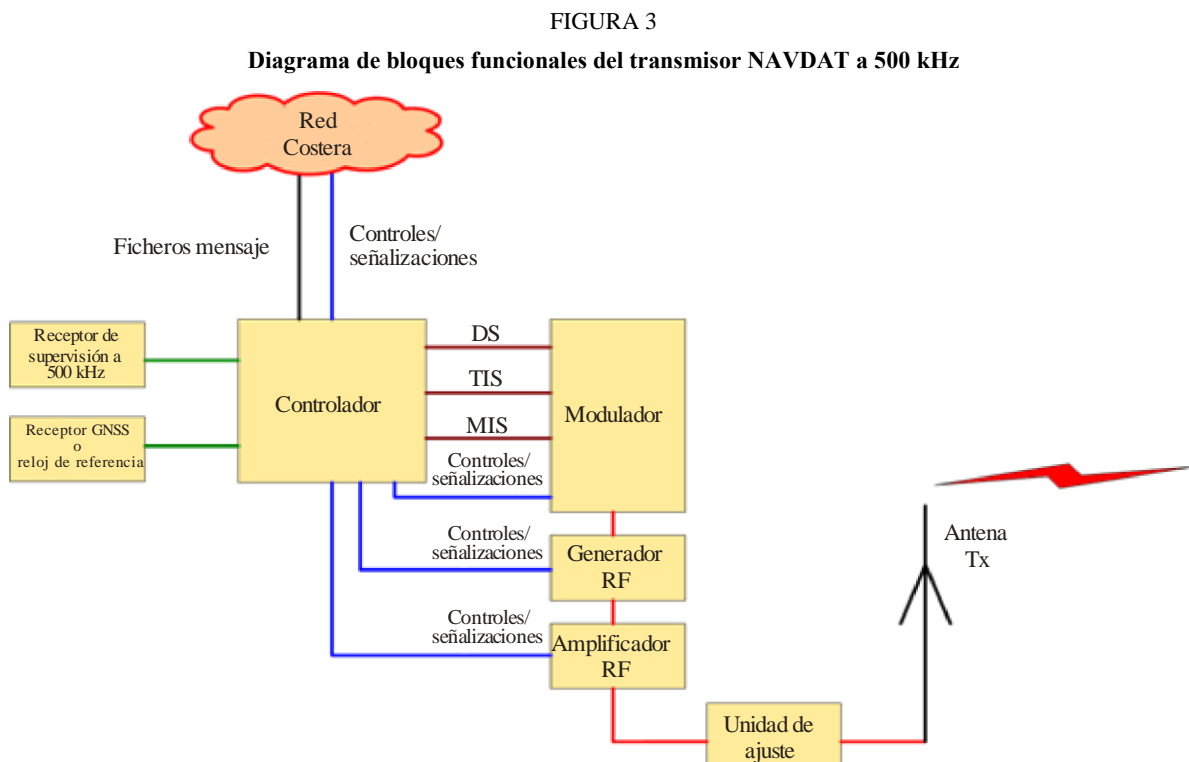 FIGURA 3
Diagrama de bloques funcionales del transmisor NAVDAT a 500 kHz
Red
Costera
Ficheros mensaje
Controles/
señalizaciones
Receptor de
supervisión a
500 kHz
Receptor GNSS
o
reloj de referencia
Controlador
DS
TIS
MIS
Controles/
señalizaciones
Modulador
Controles/
señalizaciones
Generador
RF
Controles/
señalizaciones
Amplificador
RF
Unidad de
ajuste
Antena
Tx